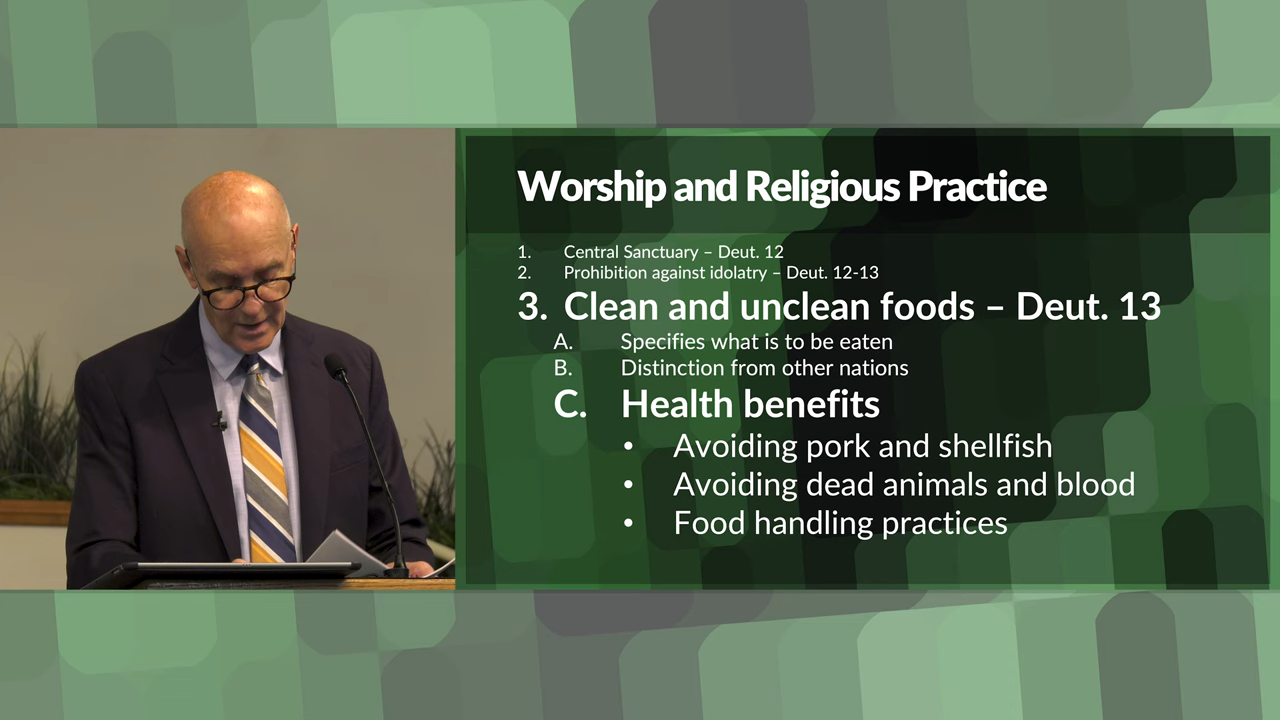 Worship and Religious Practice
1. Central Sanctuary – Deut. 12
2. Prohibition against idolatry – Deut. 12-13
3. Clean and unclean foods – Deut. 13
A. Specifies what is to be eaten
B. Distinction from other nations
C. Health benefits
• Avoiding pork and shellfish
• Avoiding dead animals and blood
• Food handling practices